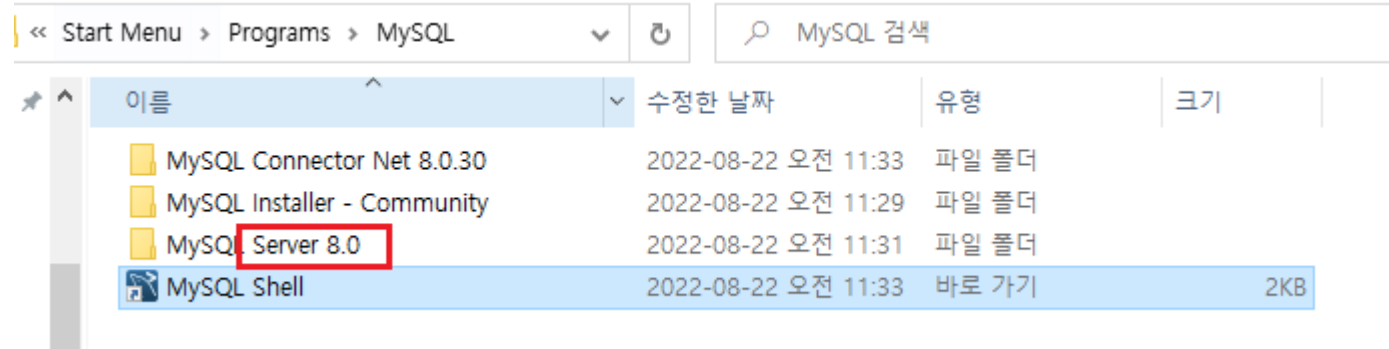 « Start Menu > Programs > MySQL MySQL 검색
이름 수정한 날짜 유형 크기
MySQL Connector Net 8.0.30 2022-08-22 오전 11:33 파일 폴더
MySQL Installer - Community 2022-08-22 오전 11:29 파일 폴더
MySQL Server 8.0 2022-08-22 오전 11:31 파일 폴더
MySQL Shell 2022-08-22 오전 11:33 바로 가기 2KB